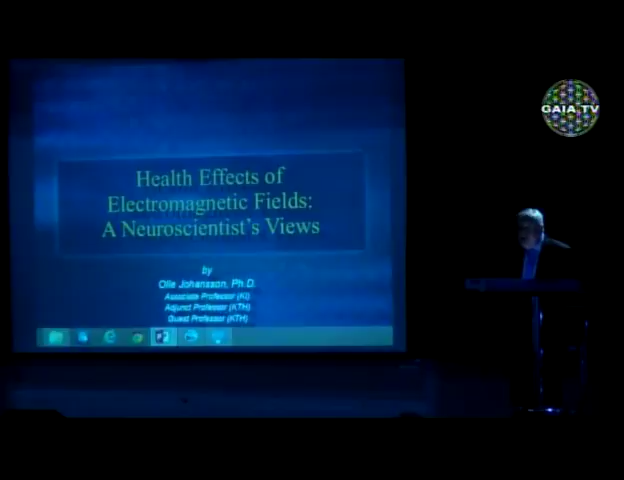 GAIA TV
Health Effects of
Electromagnetic Fields:
A Neuroscientist's Views
by
Olle Johansson, Ph.D.
Associate Professor (KI)
Adjunct Professor (KTH)
Guest Professor (KTH)